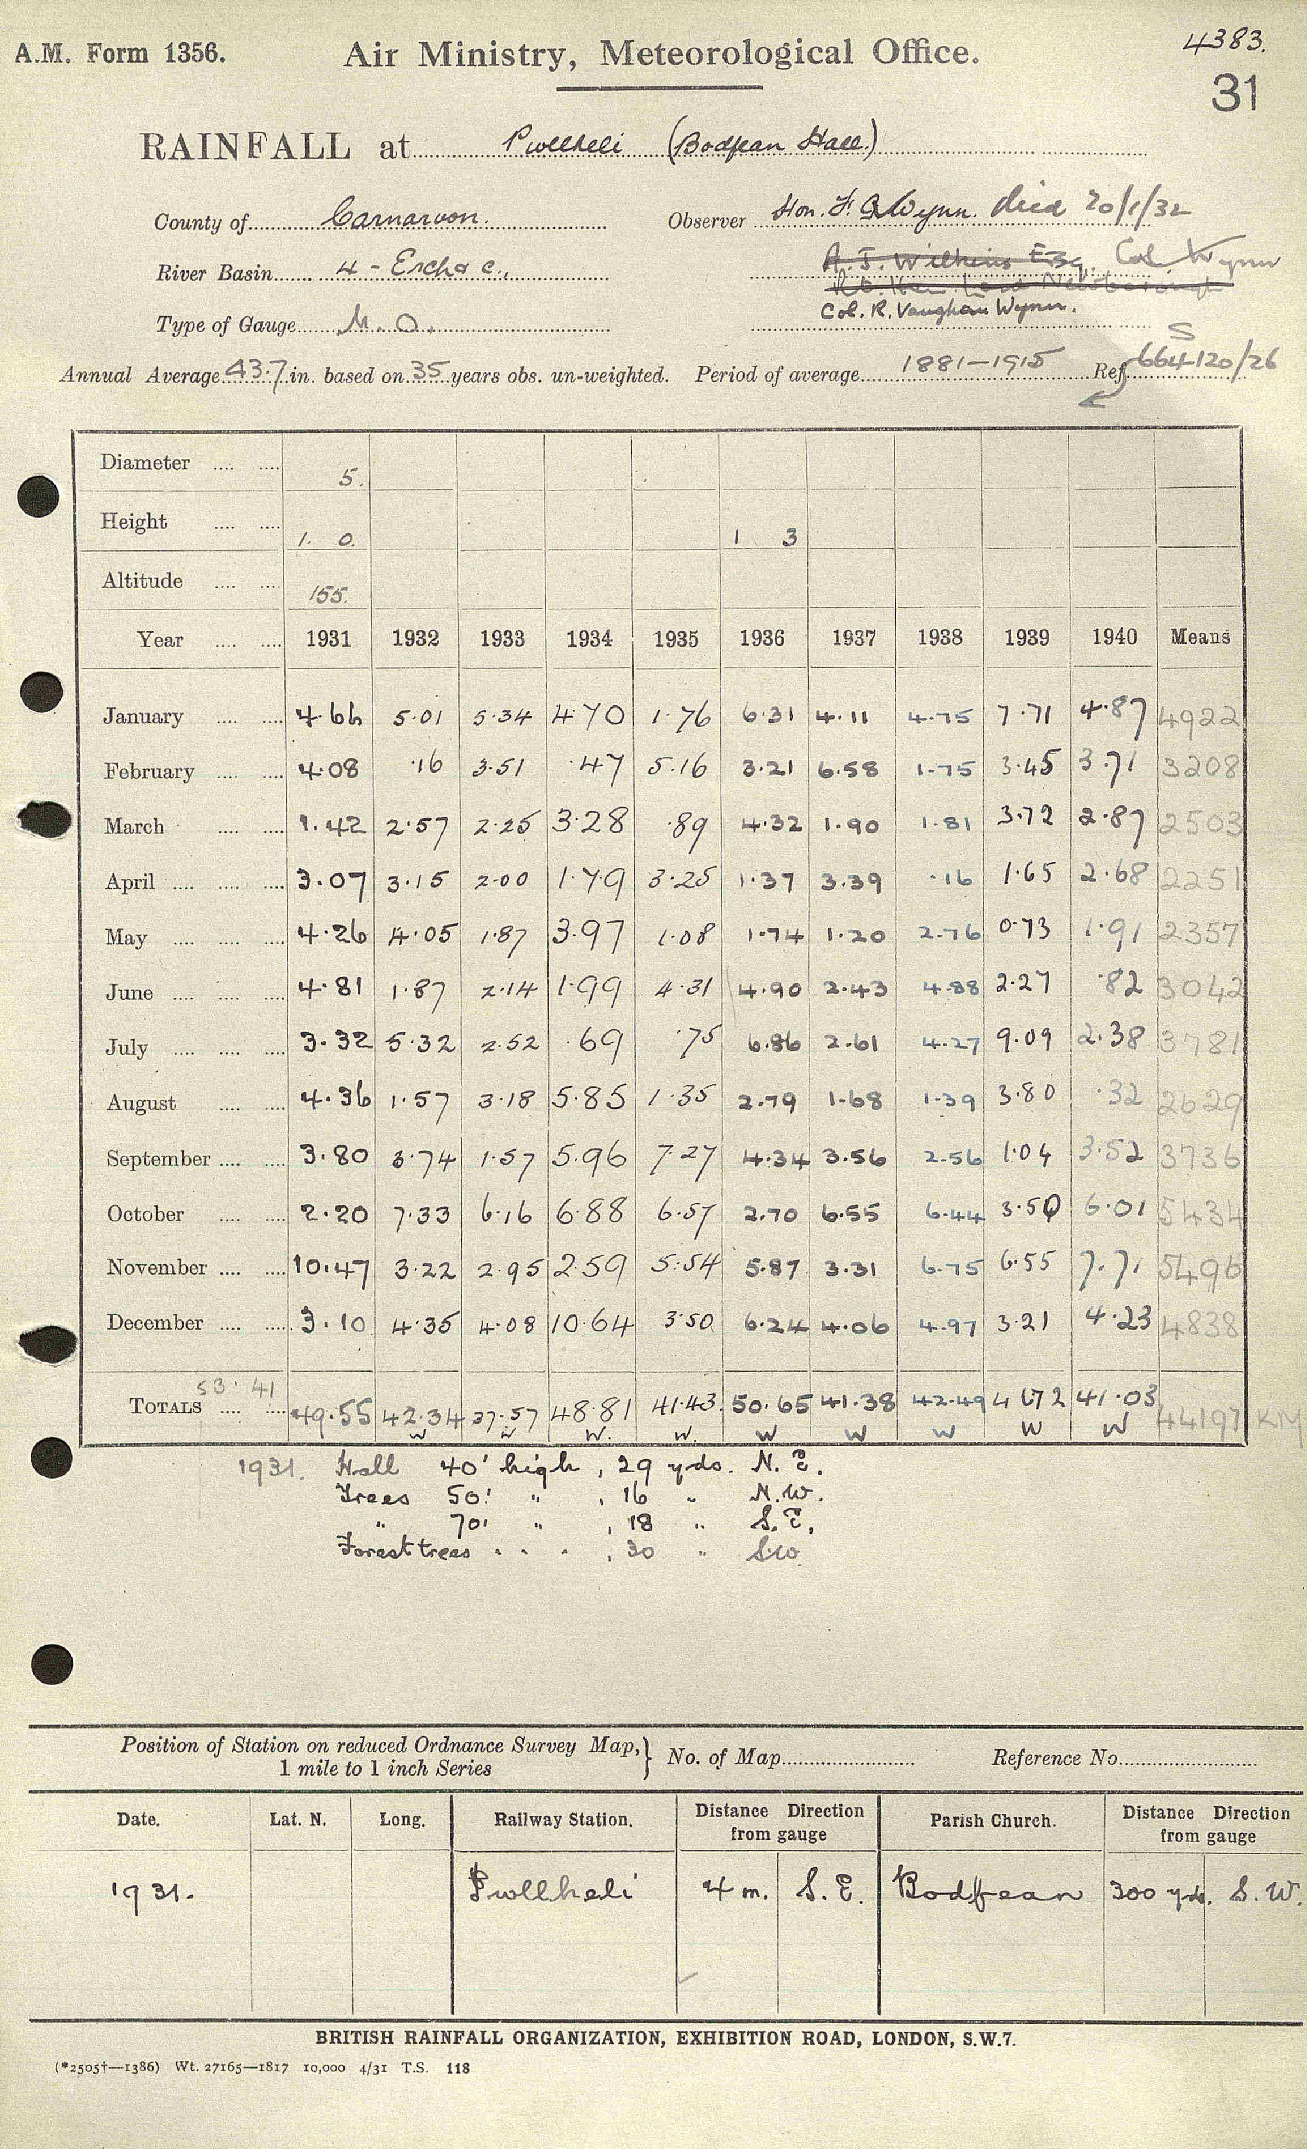 A.M. Form 1356. Air Ministry, Meteorological Office. 4383.
31
RAINFALL at Pwllheli (Bodfean Hall.)
County of Carnarvon. Observer Hon. F. G. Wynn. Died 20/1/32
River Basin 4 - Erch &c., A. J. Wilkins Esq. Col. Wynn
Type of Gauge M.O. Col. R. Vaughan Wynn.
Annual Average 43.7 in. based on 35 years obs. un-weighted. Period of average 1881-1915 Ref. S 664120/26
Diameter 5.
Height 1. 0. 1 3
Altitude 155.
Year 1931 1932 1933 1934 1935 1936 1937 1938 1939 1940 Means
January 4.66 5.01 5.34 4.70 1.76 6.31 4.11 4.75 7.71 4.87 4922
February 4.08 .16 3.51 .47 5.16 3.21 6.58 1.75 3.45 3.71 3208
March 1.42 2.57 2.25 3.28 .89 4.32 1.90 1.81 3.72 2.87 2503
April 3.07 3.15 2.00 1.79 3.25 1.37 3.39 .16 1.65 2.68 2251
May 4.26 4.05 1.87 3.97 1.08 1.74 1.20 2.76 0.73 1.91 2357
June 4.81 1.87 2.14 1.99 4.31 4.90 2.43 4.88 2.27 .82 3042
July 3.32 5.32 2.52 .69 .75 6.86 2.61 4.27 9.09 2.38 3781
August 4.36 1.57 3.18 5.85 1.35 2.79 1.68 1.39 3.80 .32 2629
September 3.80 3.74 1.57 5.96 7.27 4.34 3.56 2.56 1.04 3.52 3736
October 2.20 7.33 6.16 6.88 6.57 2.70 6.55 6.44 3.50 6.01 5434
November 10.47 3.22 2.95 2.59 5.54 5.87 3.31 6.75 6.55 7.71 5496
December 3.10 4.35 4.08 10.64 3.50 6.24 4.06 4.97 3.21 4.23 4838
53.41
TOTALS 49.55 42.34 37.57 48.81 41.43 50.65 41.38 42.49 46.72 41.03 44197 KM
W W W. W. W W W W W
1931. Hall 40' high, 29 yds. N.E.
Trees 50' " , 16 " N.W.
" 70' " , 18 " S.E.
Forest trees . . . , 30 " S.W.
Position of Station on reduced Ordnance Survey Map, 1 mile to 1 inch Series } No. of Map Reference No
Date. Lat. N. Long. Railway Station. Distance Direction from gauge Parish Church. Distance Direction from gauge
1931. Pwllheli 4 m. S.E. Bodfean 300 yds. S.W.
BRITISH RAINFALL ORGANIZATION, EXHIBITION ROAD, LONDON, S.W.7.
(*2505†—1386) Wt. 27165—1817 10,000 4/31 T.S. 118